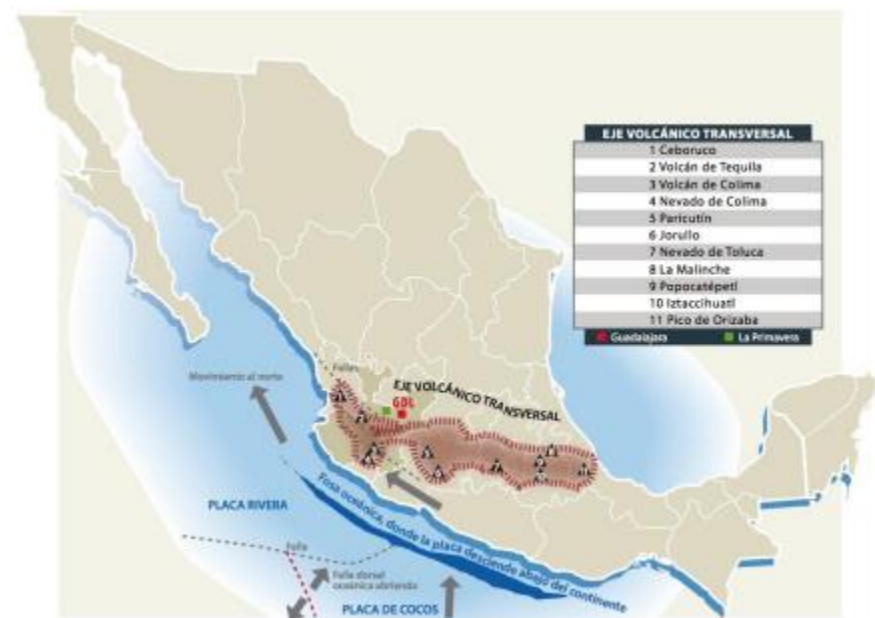 EJE VOLCÁNICO TRANSVERSAL
1 Ceboruco
2 Volcán de Tequila
3 Volcán de Colima
4 Nevado de Colima
5 Paricutín
6 Jorullo
7 Nevado de Toluca
8 La Malinche
9 Popocatépetl
10 Iztaccíhuatl
11 Pico de Orizaba
Guadalajara
La Primavera
Fallas
Movimiento al norte
EJE VOLCÁNICO TRANSVERSAL
GDL
PLACA RIVERA
Fosa oceánica, donde la placa desciende abajo del continente
Falla
Falla dorsal
oceánica abriendo
PLACA DE COCOS